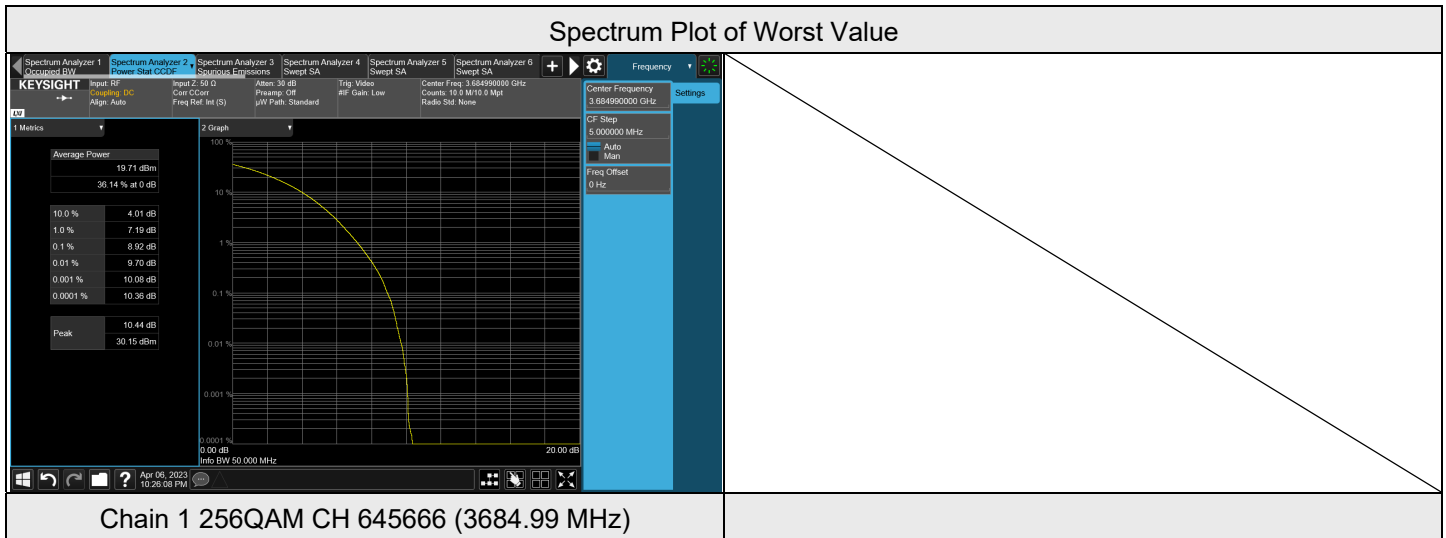 Spectrum Plot of Worst Value
Spectrum Analyzer 1
Occupied BW
Spectrum Analyzer 2
Power Stat CCDF
Spectrum Analyzer 3
Spurious Emissions
Spectrum Analyzer 4
Swept SA
Spectrum Analyzer 5
Swept SA
Spectrum Analyzer 6
Swept SA
+
Frequency
KEYSIGHT
LXI
Input: RF
Coupling: DC
Align: Auto
Input Z: 50 Ω
Corr CCorr
Freq Ref: Int (S)
Atten: 30 dB
Preamp: Off
µW Path: Standard
Trig: Video
#IF Gain: Low
Center Freq: 3.684990000 GHz
Counts: 10.0 M/10.0 Mpt
Radio Std: None
Center Frequency
3.684990000 GHz
Settings
CF Step
5.000000 MHz
Auto
Man
Freq Offset
0 Hz
1 Metrics
Average Power
19.71 dBm
36.14 % at 0 dB
10.0 % 4.01 dB
1.0 % 7.19 dB
0.1 % 8.92 dB
0.01 % 9.70 dB
0.001 % 10.08 dB
0.0001 % 10.36 dB
Peak
10.44 dB
30.15 dBm
2 Graph
100 %
10 %
1 %
0.1 %
0.01 %
0.001 %
0.0001 %
0.00 dB
20.00 dB
Info BW 50.000 MHz
?
Apr 06, 2023
10:26:08 PM
Chain 1 256QAM CH 645666 (3684.99 MHz)